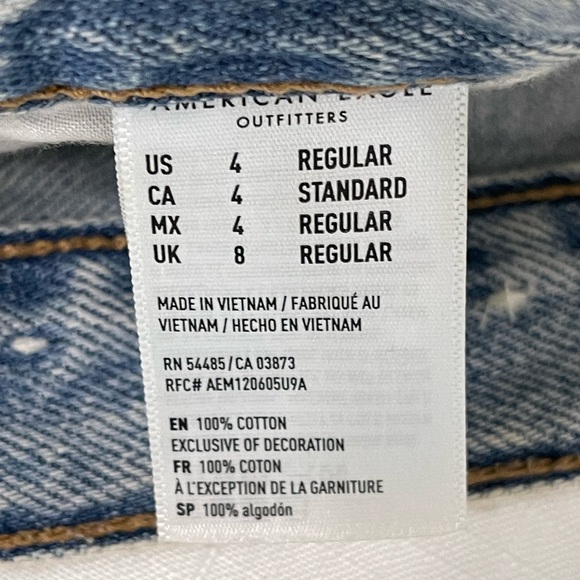 AMERICAN EAGLE
OUTFITTERS
US 4 REGULAR
CA 4 STANDARD
MX 4 REGULAR
UK 8 REGULAR
MADE IN VIETNAM / FABRIQUÉ AU
VIETNAM / HECHO EN VIETNAM
RN 54485/CA 03873
RFC# AEM120605U9A
EN 100% COTTON
EXCLUSIVE OF DECORATION
FR 100% COTON
À L'EXCEPTION DE LA GARNITURE
SP 100% algodón